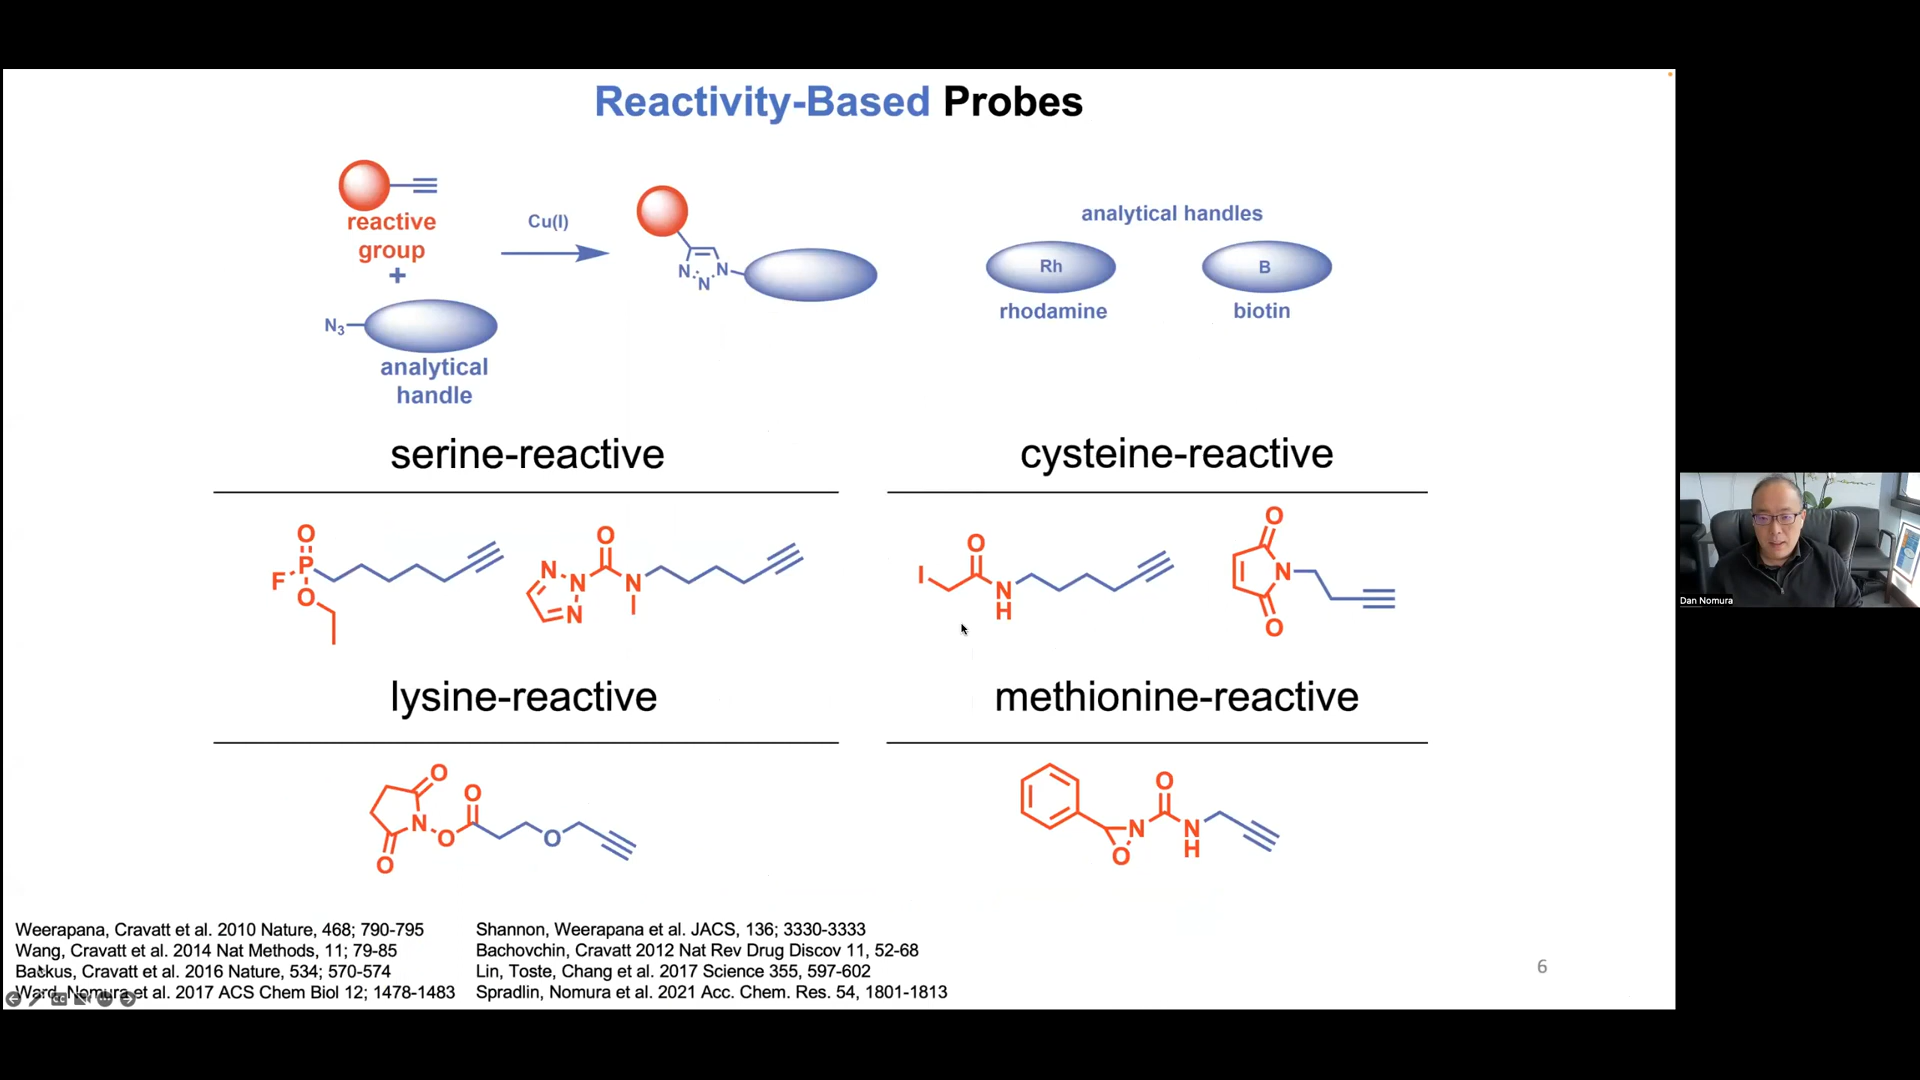 Reactivity-Based Probes
reactive
group
+
N3
analytical
handle
Cu(I)
N
N
N
analytical handles
Rh
rhodamine
B
biotin
serine-reactive
O
P
F
O
N
N
N
O
N
cysteine-reactive
O
I
N
H
O
N
O
lysine-reactive
O
N
O
O
O
O
methionine-reactive
O
N
O
N
H
Weerapana, Cravatt et al. 2010 Nature, 468; 790-795
Wang, Cravatt et al. 2014 Nat Methods, 11; 79-85
Backus, Cravatt et al. 2016 Nature, 534; 570-574
Ward, Nomura et al. 2017 ACS Chem Biol 12; 1478-1483
Shannon, Weerapana et al. JACS, 136; 3330-3333
Bachovchin, Cravatt 2012 Nat Rev Drug Discov 11, 52-68
Lin, Toste, Chang et al. 2017 Science 355, 597-602
Spradlin, Nomura et al. 2021 Acc. Chem. Res. 54, 1801-1813
6
Dan Nomura